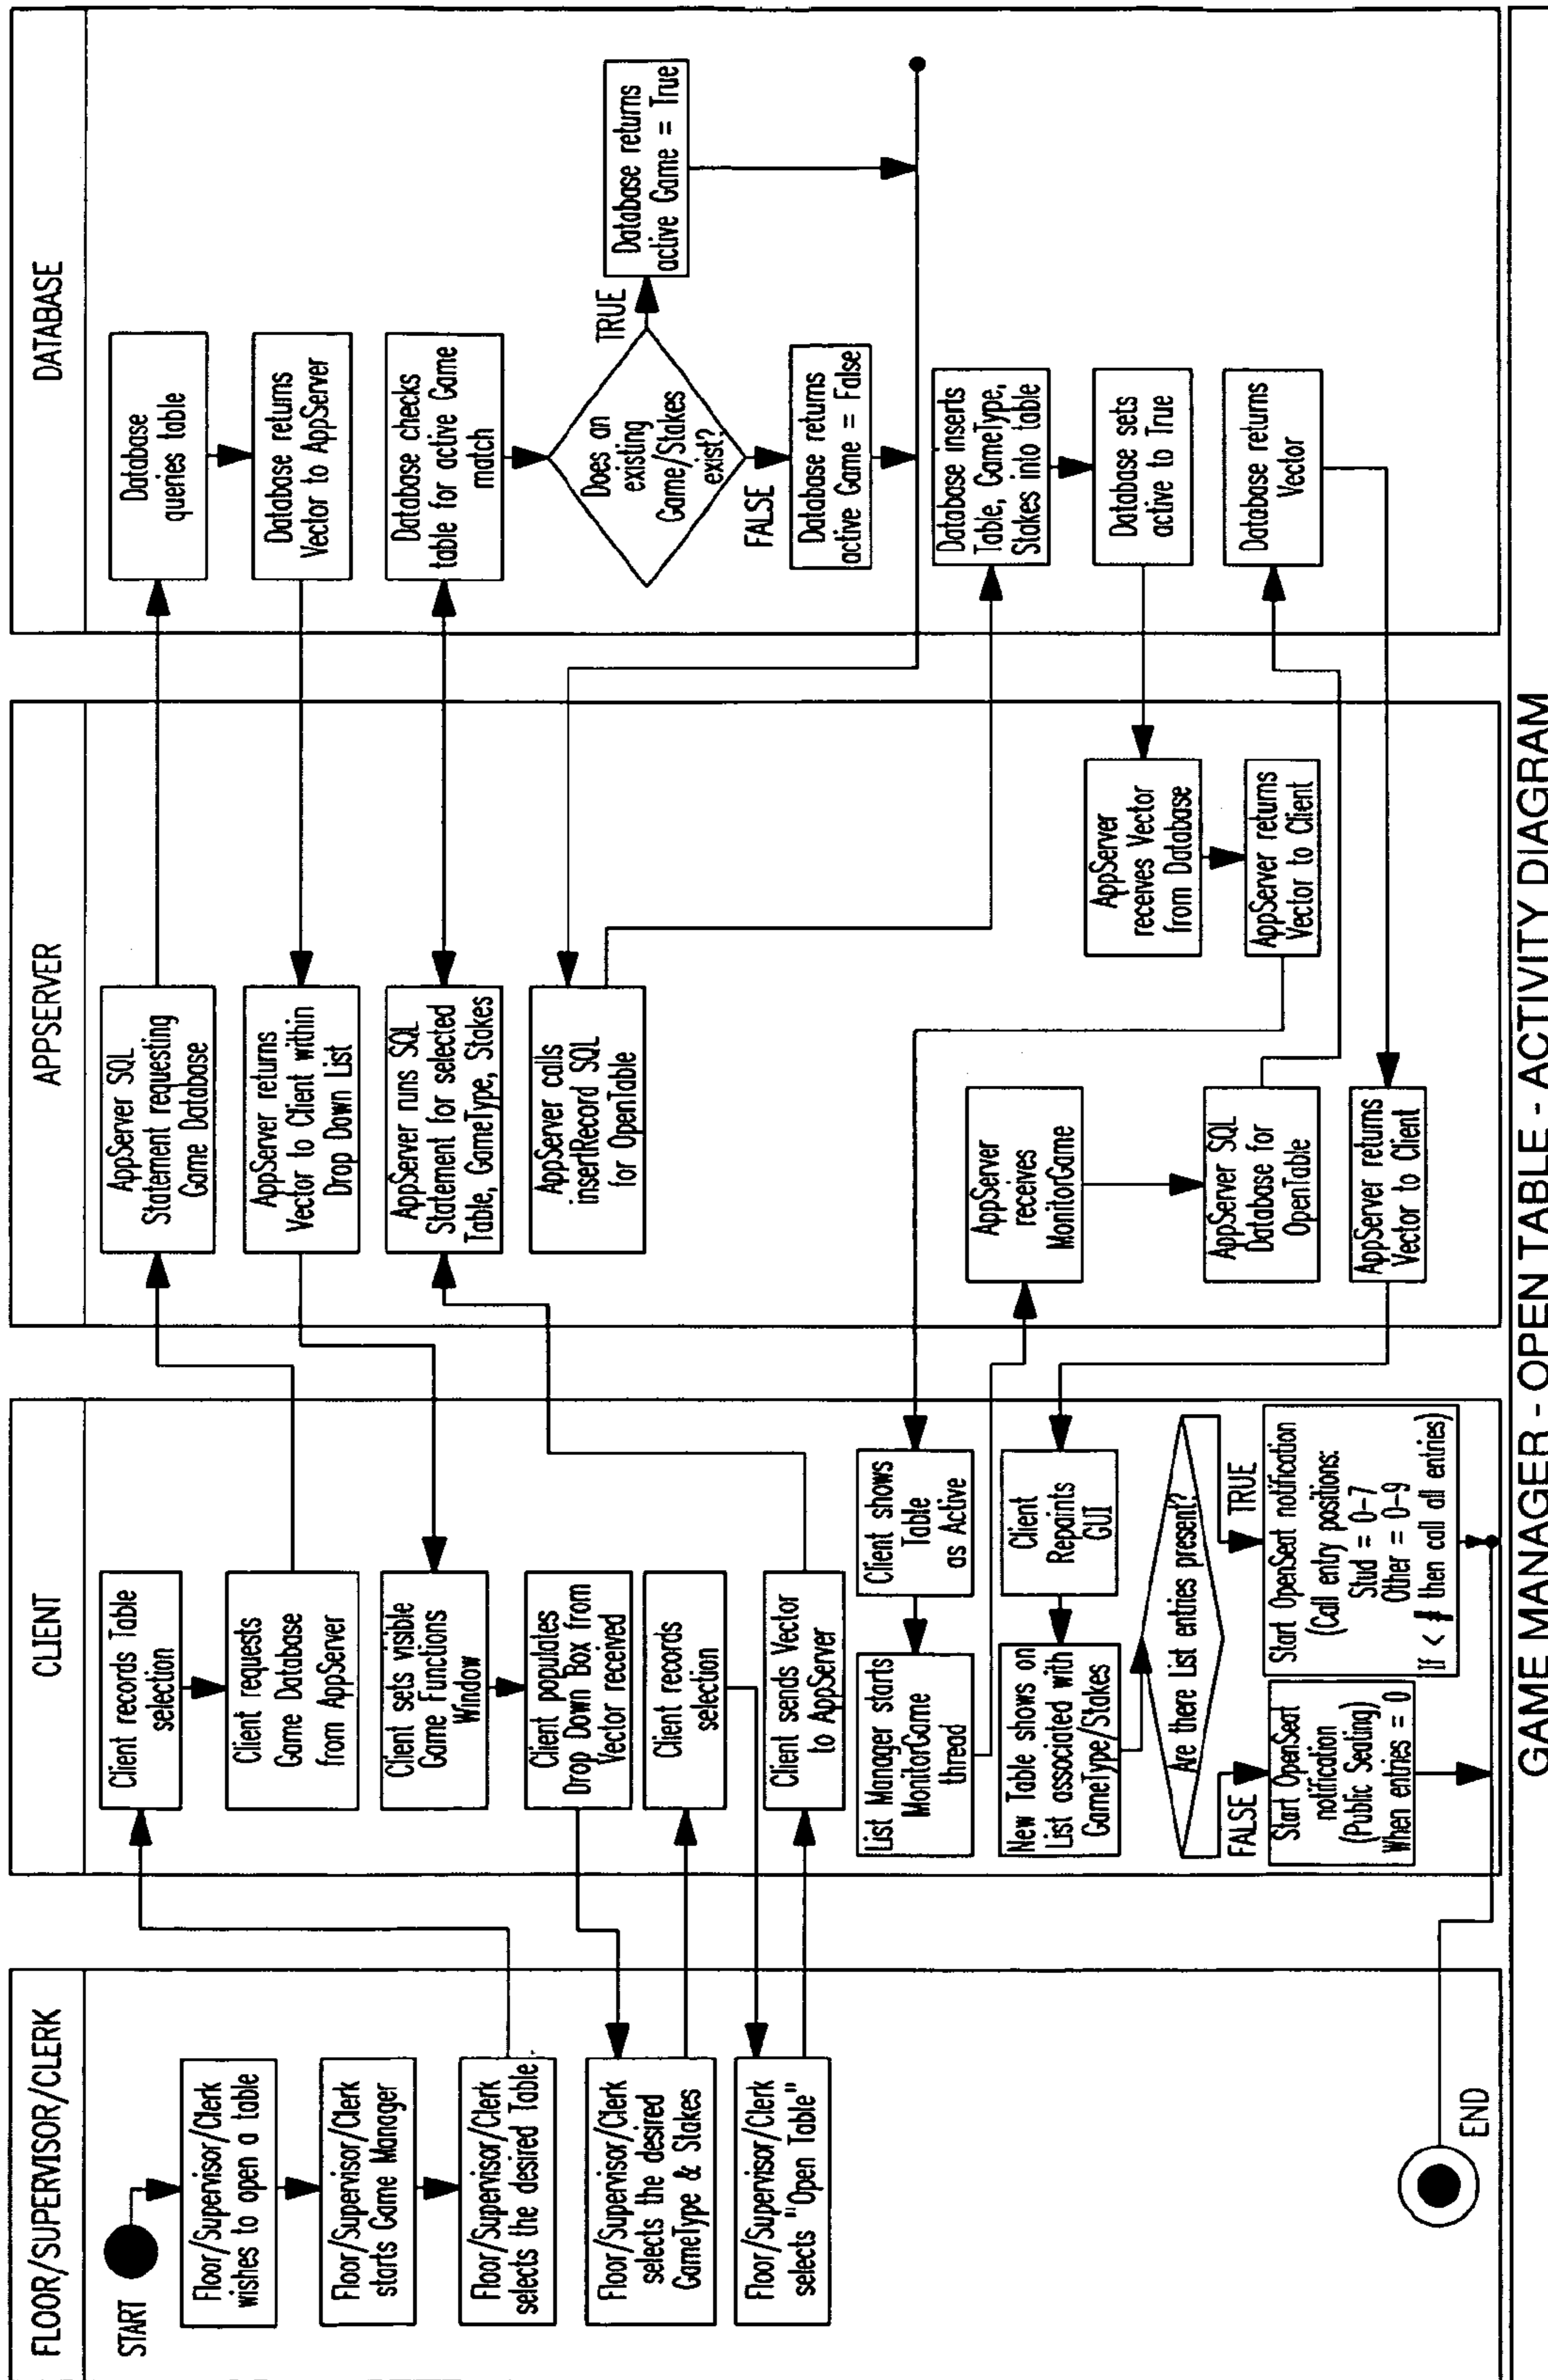 FLOOR/SUPERVISOR/CLERK
START
Floor/Supervisor/Clerk
wishes to open a table
Floor/Supervisor/Clerk
starts Game Manager
Floor/Supervisor/Clerk
selects the desired Table
Floor/Supervisor/Clerk
selects the desired
GameType & Stakes
Floor/Supervisor/Clerk
selects "Open Table"
END
CLIENT
Client records Table
selection
Client requests
Game Database
from AppServer
Client sets visible
Game Functions
Window
Client populates
Drop Down Box from
Vector received
Client records
selection
Client sends Vector
to AppServer
Client shows
Table
as Active
List Manager starts
MonitorGame
thread
Client
Repaints
GUI
New Table shows on
List associated with
GameType/Stakes
Are there List entries present?
FALSE
TRUE
Start OpenSeat
notification
(Public Seating)
When entries = 0
Start OpenSeat notification
(Call entry positions:
Stud = 0-7
Other = 0-9
If < # then call all entries)
APPSERVER
AppServer SQL
Statement requesting
Game Database
AppServer returns
Vector to Client within
Drop Down List
AppServer runs SQL
Statement for selected
Table, GameType, Stakes
AppServer calls
insertRecord SQL
for OpenTable
AppServer
receives
MonitorGame
AppServer
receives Vector
from Database
AppServer SQL
Database for
OpenTable
AppServer returns
Vector to Client
AppServer returns
Vector to Client
DATABASE
Database
queries table
Database returns
Vector to AppServer
Database checks
table for active Game
match
Does an
existing
Game/Stakes
exist?
TRUE
FALSE
Database returns
active Game = True
Database returns
active Game = False
Database inserts
Table, GameType,
Stakes into table
Database sets
active to True
Database returns
Vector
GAME MANAGER - OPEN TABLE - ACTIVITY DIAGRAM